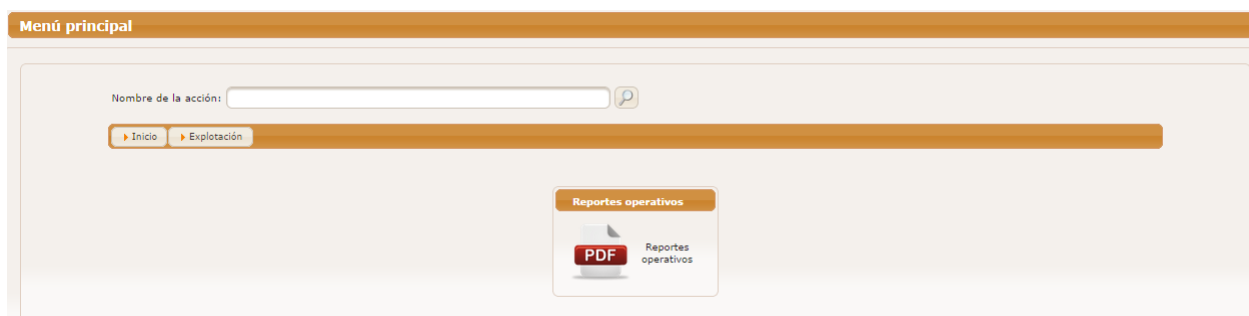 Menú principal
Nombre de la acción:
Inicio
Explotación
Reportes operativos
PDF
Reportes
operativos